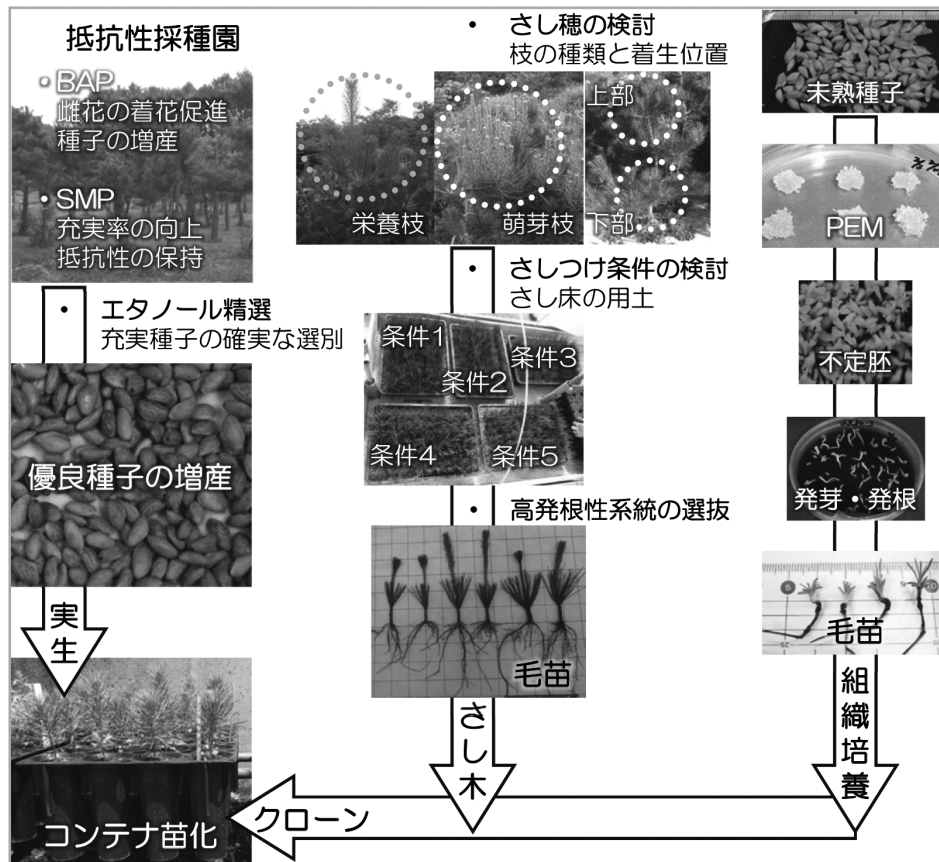 抵抗性採種園
・BAP
雌花の着花促進
種子の増産
・SMP
充実率の向上
抵抗性の保持
・ エタノール精選
充実種子の確実な選別
優良種子の増産
実生
コンテナ苗化
・ さし穂の検討
枝の種類と着生位置
栄養枝
萌芽枝
上部
下部
・ さしつけ条件の検討
さし床の用土
条件1
条件2
条件3
条件4
条件5
・ 高発根性系統の選抜
毛苗
さし木
クローン
未熟種子
PEM
不定胚
発芽・発根
毛苗
組織培養